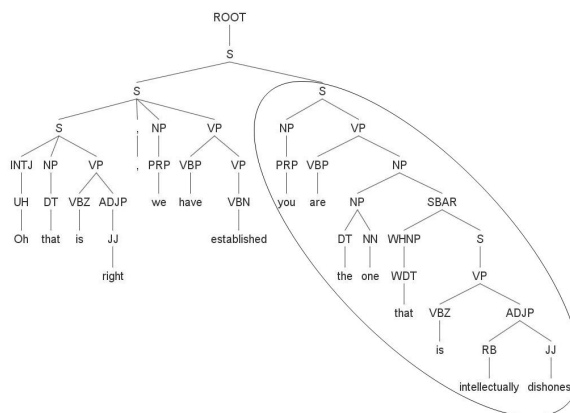 ROOT
S
S S
S , NP VP NP VP
INTJ NP VP , PRP VBP VP PRP VBP NP
UH DT VBZ ADJP we have VBN you are NP SBAR
Oh that is JJ established DT NN WHNP S
right the one WDT VP
that VBZ ADJP
is RB JJ
intellectually dishones